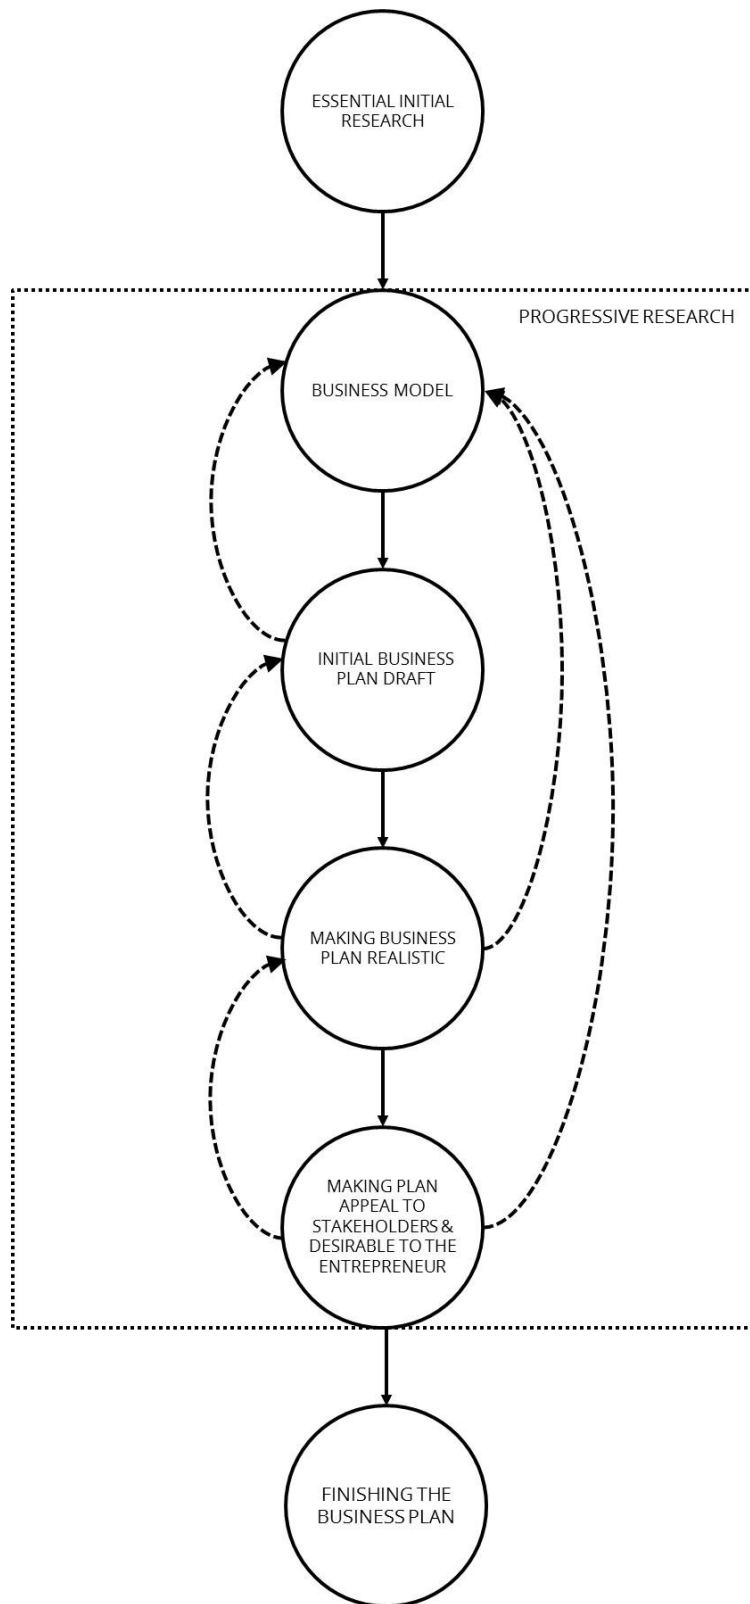 ESSENTIAL INITIAL
RESEARCH
PROGRESSIVE RESEARCH
BUSINESS MODEL
INITIAL BUSINESS
PLAN DRAFT
MAKING BUSINESS
PLAN REALISTIC
MAKING PLAN
APPEAL TO
STAKEHOLDERS &
DESIRABLE TO THE
ENTREPRENEUR
FINISHING THE
BUSINESS PLAN